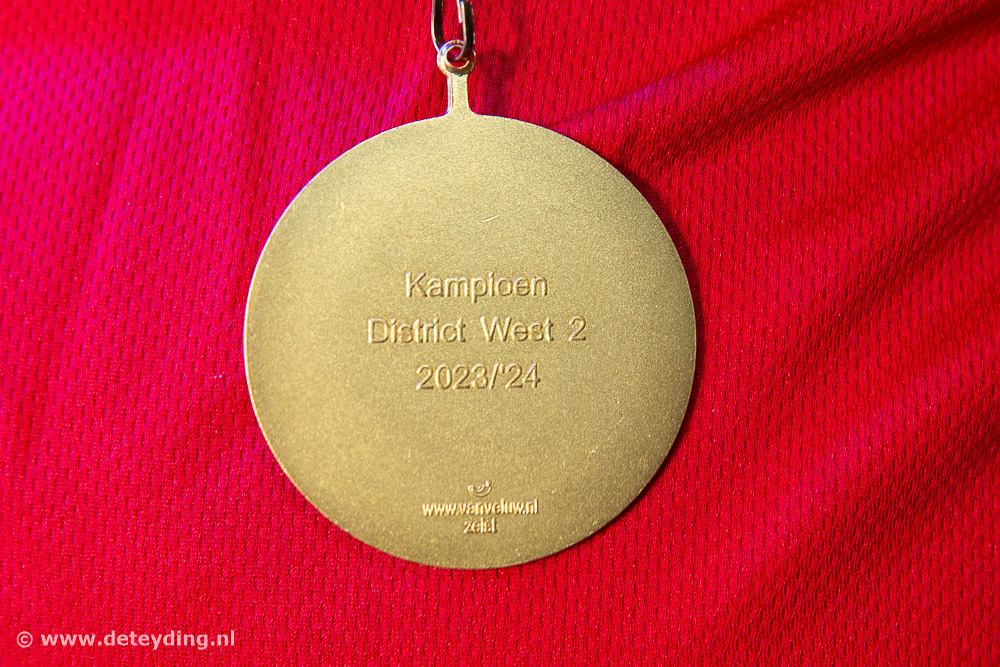 Kampioen
District West 2
2023/'24
www.vanveluw.nl
zeist
© www.deteyding.nl